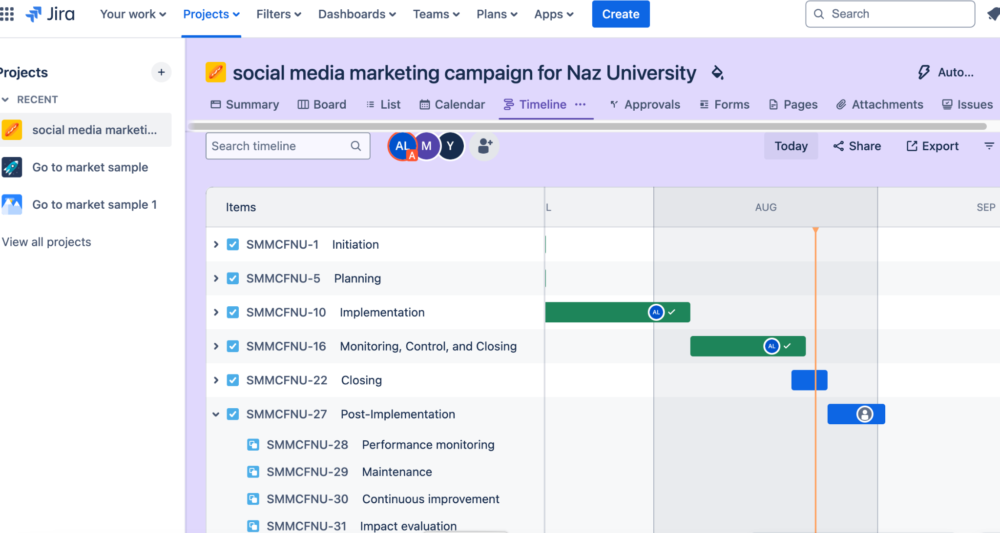 Jira Your work Projects Filters Dashboards Teams Plans Apps Create Search
Projects +
RECENT
social media marketi...
Go to market sample
Go to market sample 1
View all projects
social media marketing campaign for Naz University Auto...
Summary Board List Calendar Timeline ... Approvals Forms Pages Attachments Issues
Search timeline AL A M Y Today Share Export
Items L AUG SEP
SMMCFNU-1 Initiation
SMMCFNU-5 Planning
SMMCFNU-10 Implementation AL
SMMCFNU-16 Monitoring, Control, and Closing AL
SMMCFNU-22 Closing
SMMCFNU-27 Post-Implementation
SMMCFNU-28 Performance monitoring
SMMCFNU-29 Maintenance
SMMCFNU-30 Continuous improvement
SMMCFNU-31 Impact evaluation